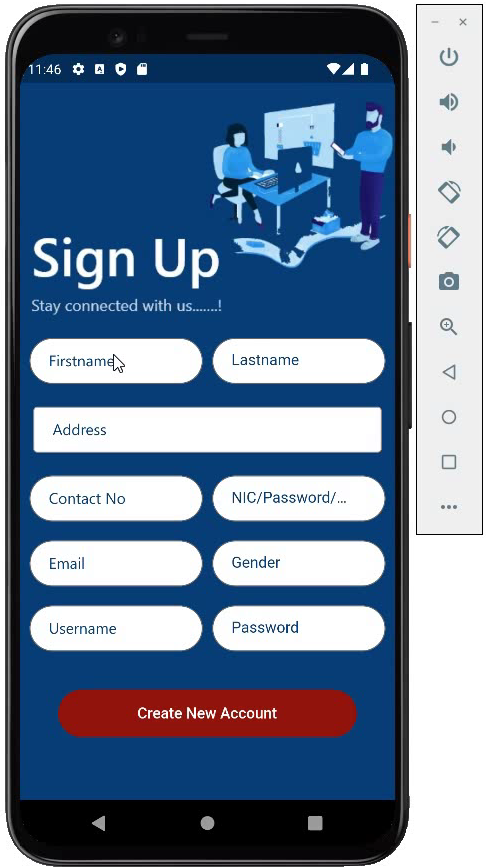 11:46
Sign Up
Stay connected with us.......!
Firstname
Lastname
Address
Contact No
NIC/Password/...
Email
Gender
Username
Password
Create New Account